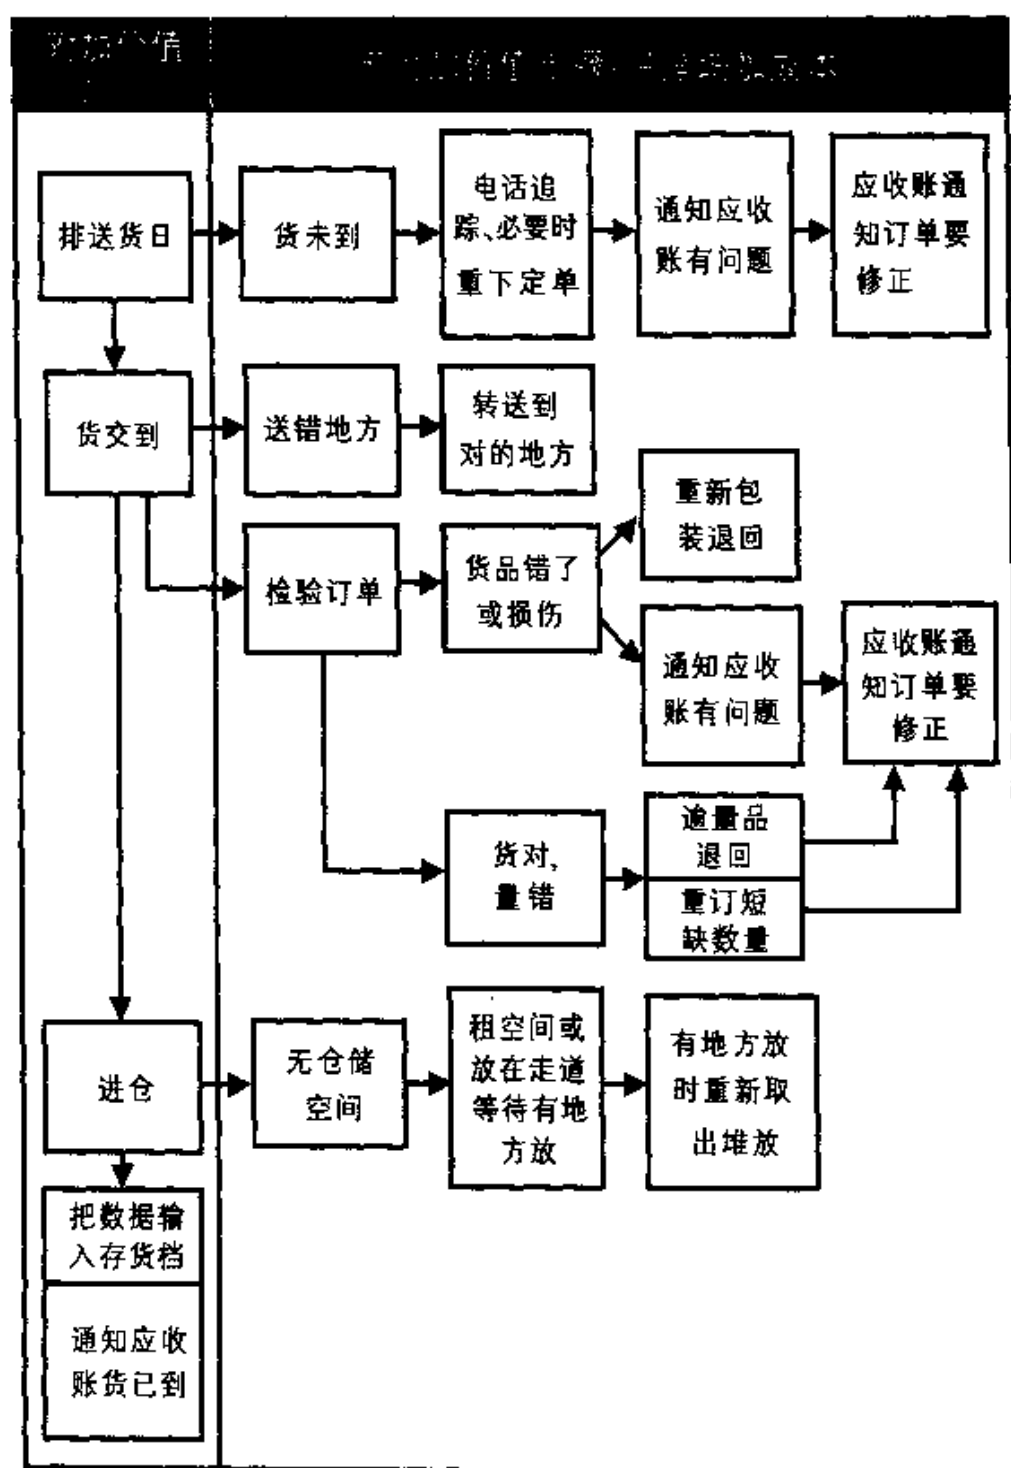 附加价值
排送货日
货未到
电话追
踪、必要时
重下定单
通知应收
账有问题
应收账通
知订单要
修正
货交到
送错地方
转送到
对的地方
重新包
装退回
检验订单
货品错了
或损伤
通知应收
账有问题
应收账通
知订单要
修正
货对,
量错
逾量品
退回
重订短
缺数量
进仓
无仓储
空间
租空间或
放在走道
等待有地
方放
有地方放
时重新取
出堆放
把数据输
入存货档
通知应收
账货已到